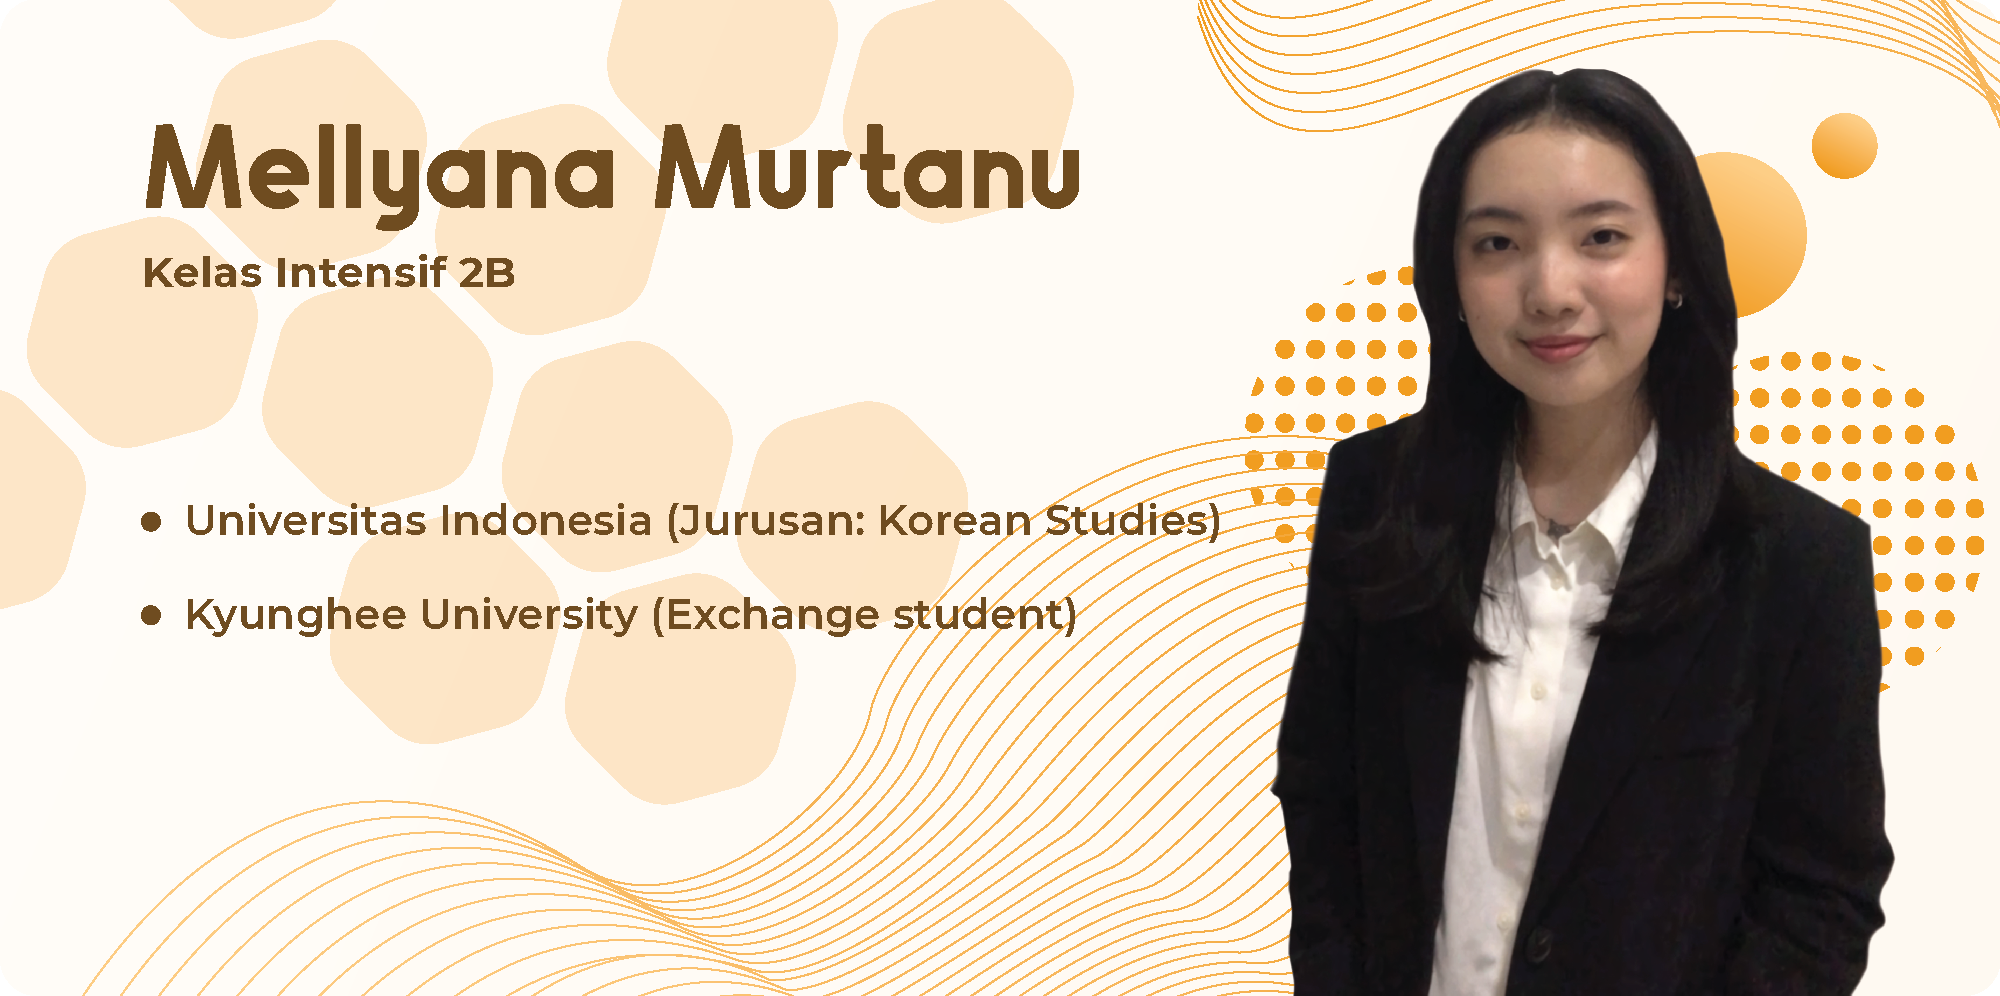 Mellyana Murtanu
Kelas Intensif 2B
• Universitas Indonesia (Jurusan: Korean Studies)
• Kyunghee University (Exchange student)